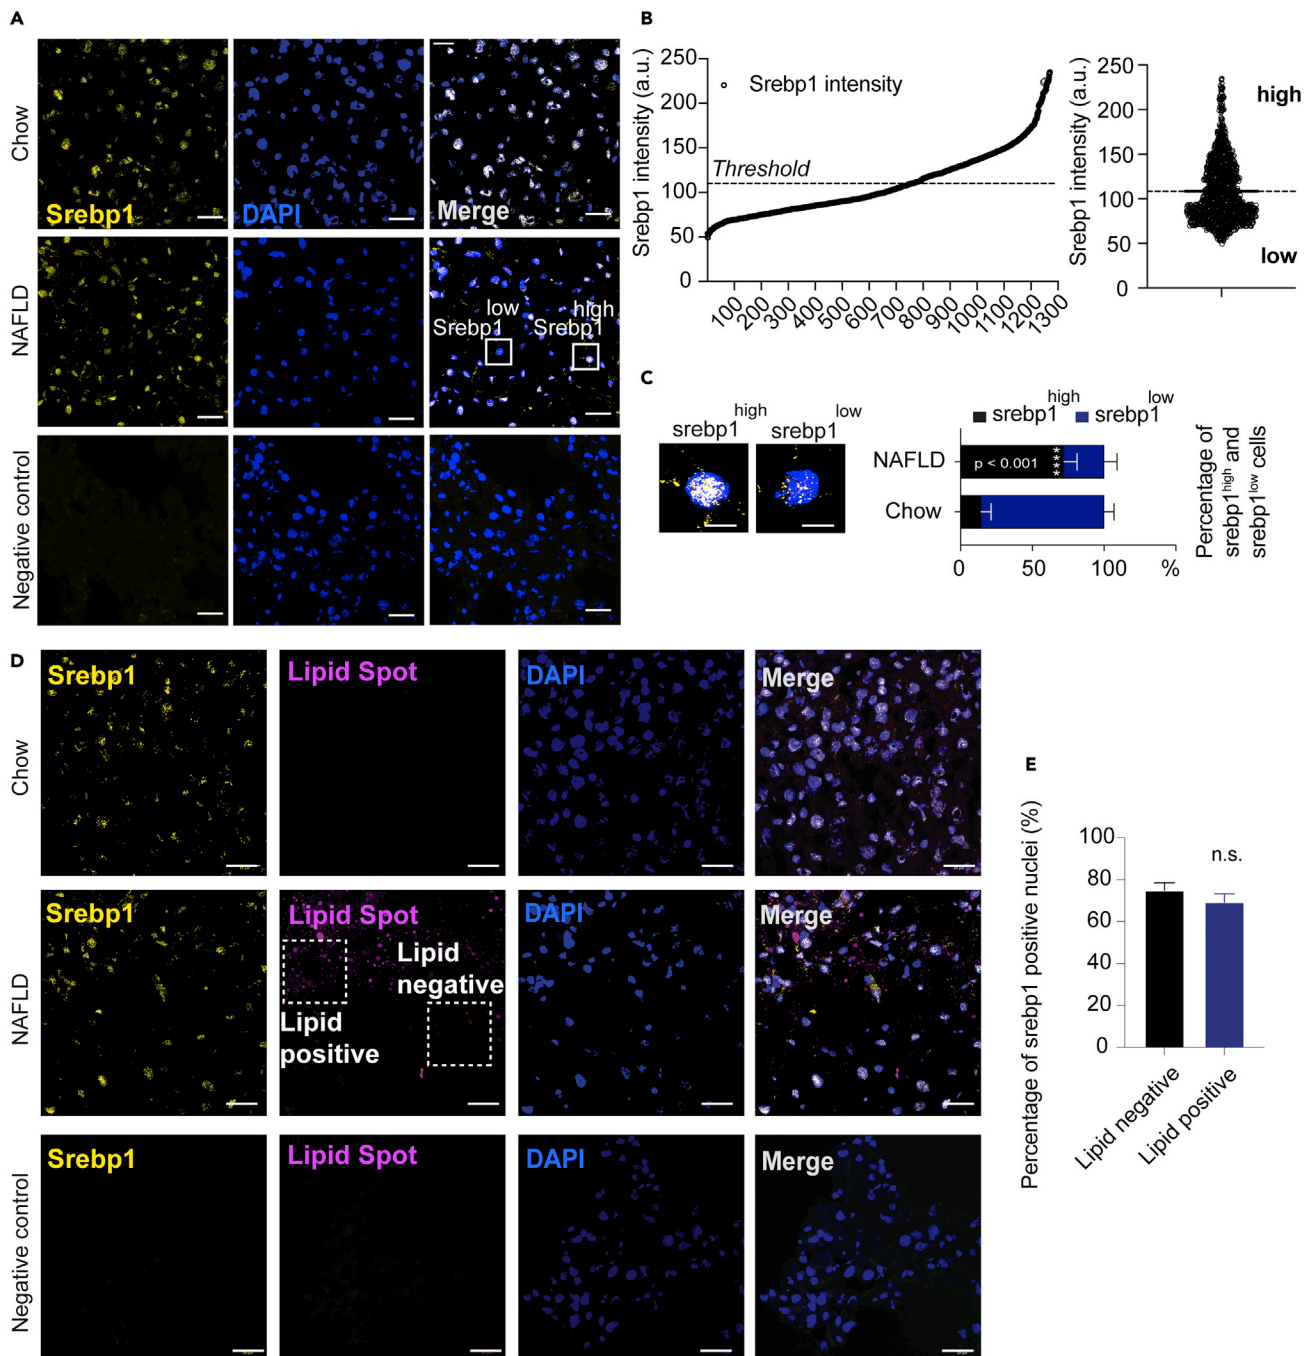 A
Chow
Srebp1
DAPI
Merge
NAFLD
low
Srebp1
high
Srebp1
Negative control
B
Srebp1 intensity (a.u.)
250
200
150
100
50
0
Srebp1 intensity
Threshold
100
200
300
400
500
600
700
800
900
1000
1100
1200
1300
Srebp1 intensity (a.u.)
250
200
150
100
50
0
high
low
C
high
srebp1
low
srebp1
high
low
srebp1
srebp1
NAFLD
p < 0.001
****
Chow
0
50
100
%
Percentage of
srebp1high and
srebp1low cells
D
Chow
Srebp1
Lipid Spot
DAPI
Merge
NAFLD
Srebp1
Lipid Spot
Lipid
negative
Lipid
positive
DAPI
Merge
Negative control
Srebp1
Lipid Spot
DAPI
Merge
E
Percentage of srebp1 positive nuclei (%)
100
80
60
40
20
0
n.s.
Lipid negative
Lipid positive